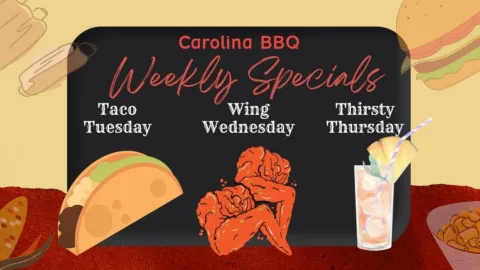 Carolina BBQ
Weekly Specials
Taco
Tuesday
Wing
Wednesday
Thirsty
Thursday